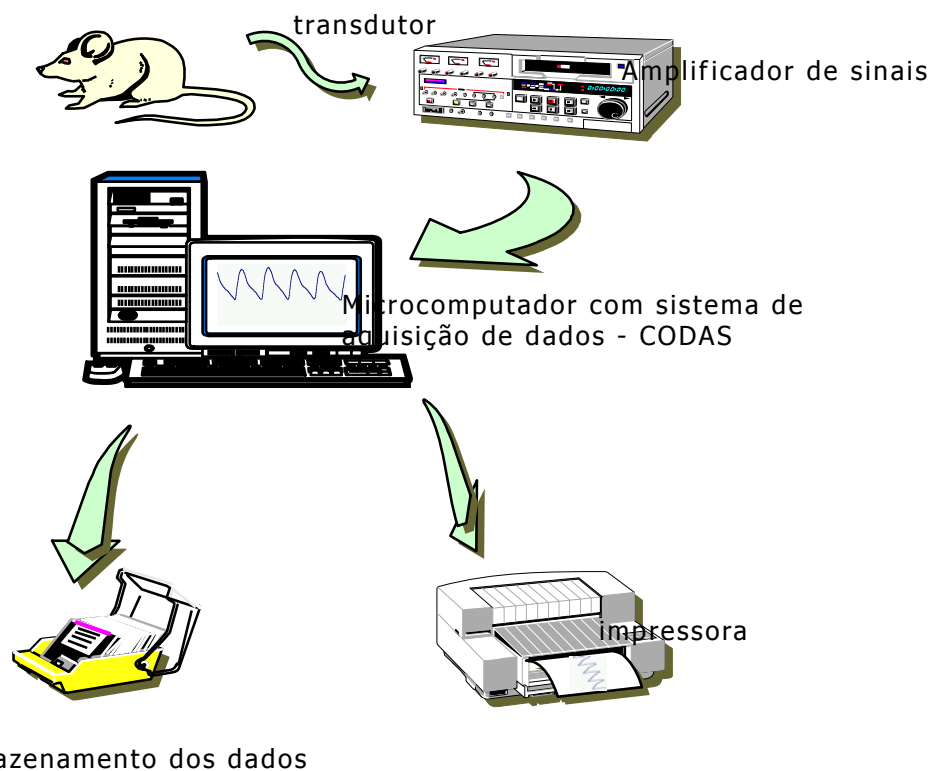 transdutor
Amplificador de sinais
Microcomputador com sistema de
aquisição de dados - CODAS
impressora
azenamento dos dados